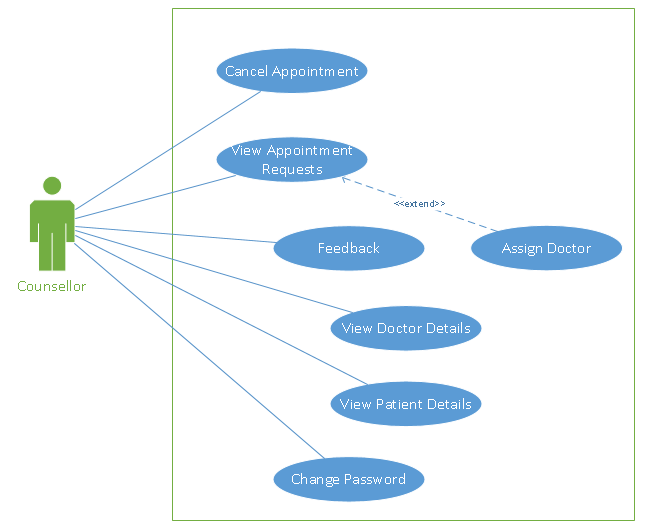 Cancel Appointment
View Appointment
Requests
<<extend>>
Feedback
Assign Doctor
Counsellor
View Doctor Details
View Patient Details
Change Password